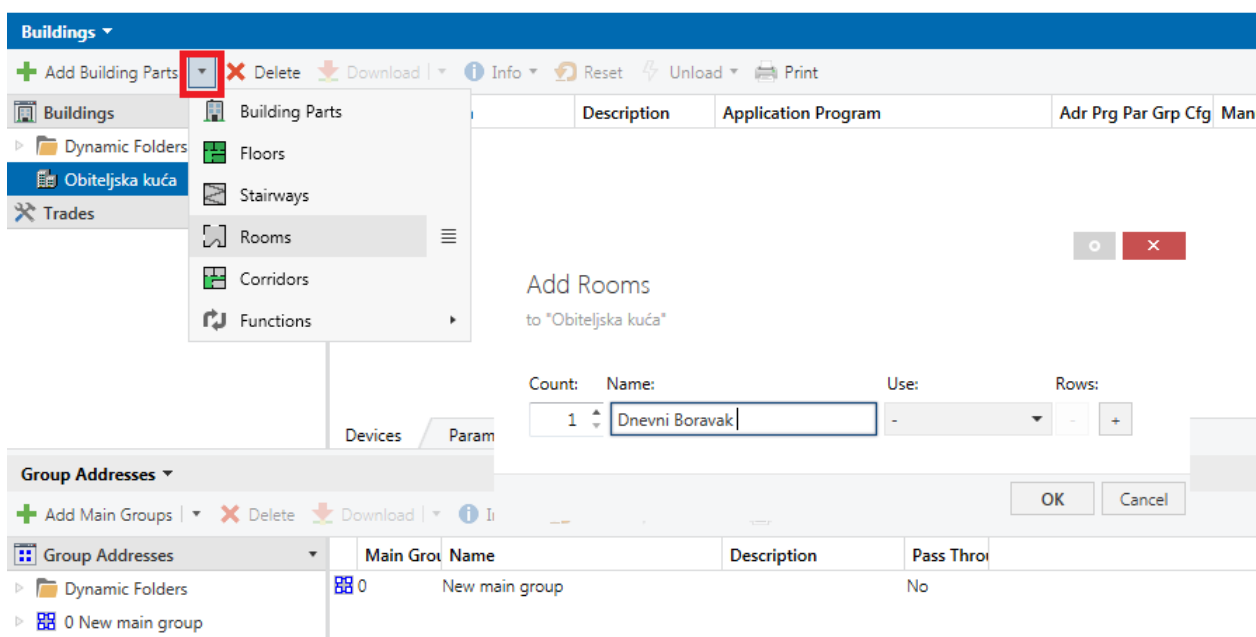 Buildings
Add Building Parts Delete Download Info Reset Unload Print
Buildings Description Application Program Adr Prg Par Grp Cfg Man
Dynamic Folders
Obiteljska kuća
Trades
Building Parts
Floors
Stairways
Rooms
Corridors
Functions
Add Rooms
to "Obiteljska kuća"
Count: Name: Use: Rows:
1 Dnevni Boravak - - +
OK Cancel
Devices Param
Group Addresses
Add Main Groups Delete Download
Group Addresses Main Grou Name Description Pass Throu
Dynamic Folders 0 New main group No
0 New main group